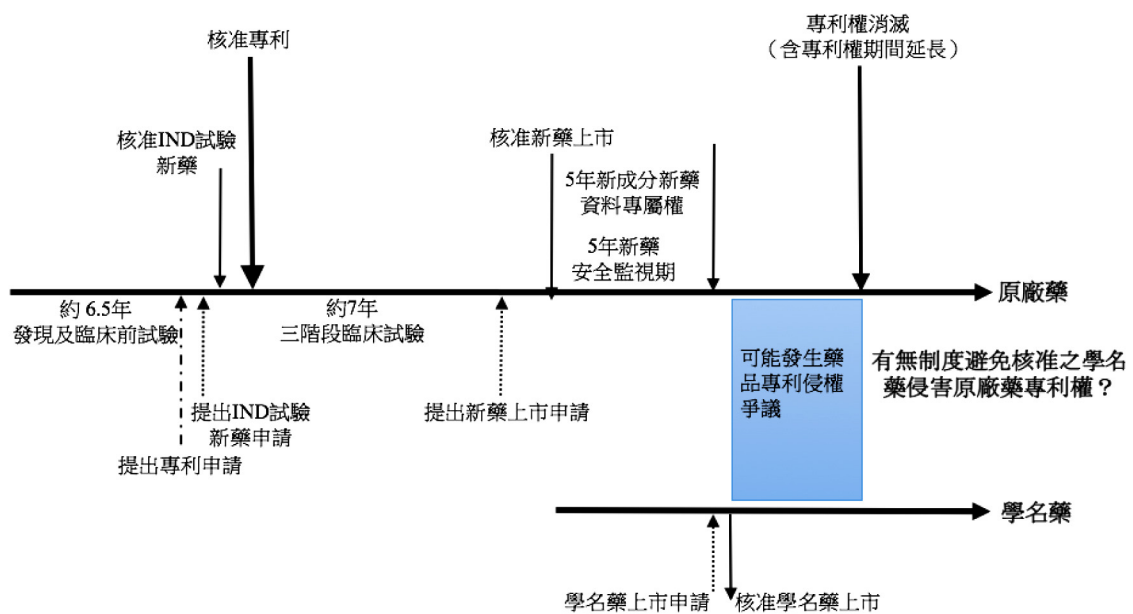 專利權消滅
（含專利權期間延長）
核准專利
核准IND試驗
新藥
核准新藥上市
5年新成分新藥
資料專屬權
5年新藥
安全監視期
原廠藥
約 6.5年
發現及臨床前試驗
約7年
三階段臨床試驗
可能發生藥
品專利侵權
爭議
有無制度避免核准之學名
藥侵害原廠藥專利權？
提出IND試驗
新藥申請
提出新藥上市申請
提出專利申請
學名藥
學名藥上市申請
核准學名藥上市